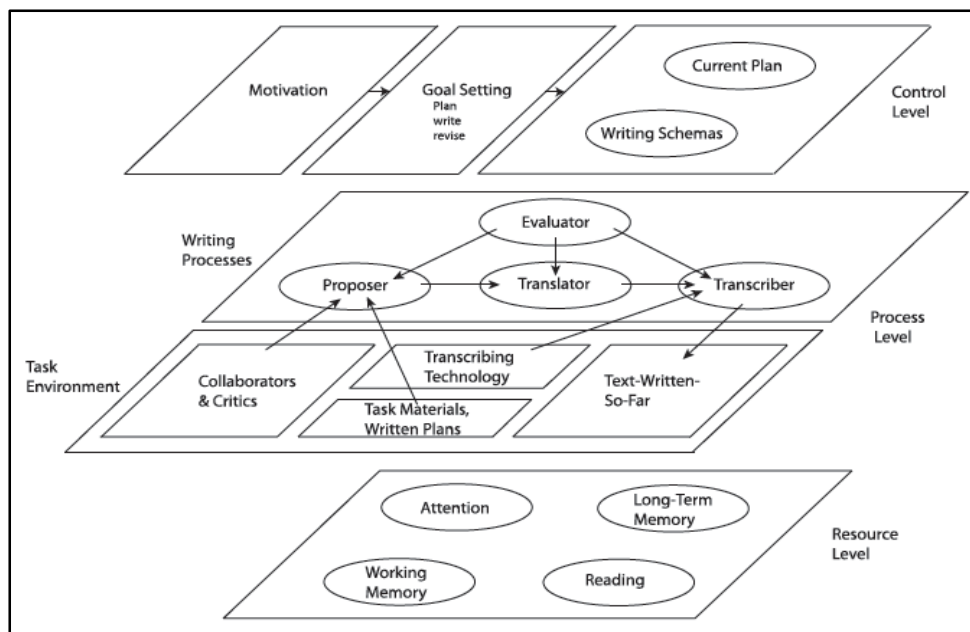 Motivation
Goal Setting
Plan
write
revise
Current Plan
Writing Schemas
Control
Level
Writing
Processes
Evaluator
Proposer
Translator
Transcriber
Process
Level
Task
Environment
Collaborators
& Critics
Transcribing
Technology
Task Materials,
Written Plans
Text-Written-
So-Far
Attention
Long-Term
Memory
Working
Memory
Reading
Resource
Level